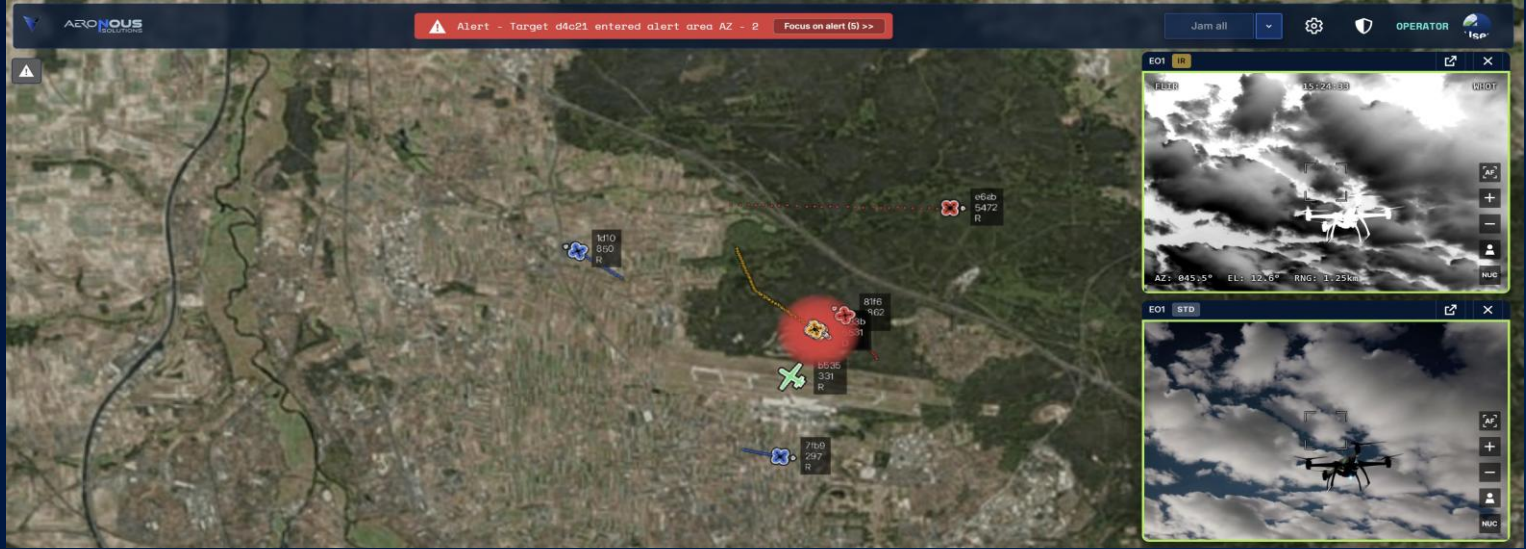 AERONOUS
SOLUTIONS
Alert - Target d4c21 entered alert area AZ - 2
Focus on alert (5) >>
Jam all
OPERATOR
EO1 IR
FLIR 15:24:33 WHOT
AF
AZ: 045.5° EL: 12.6° RNG: 1.25km
NUC
EO1 STD
AF
NUC
e6ab
5472
R
1d10
850
R
81f6
862
b535
331
R
7fb9
297
R